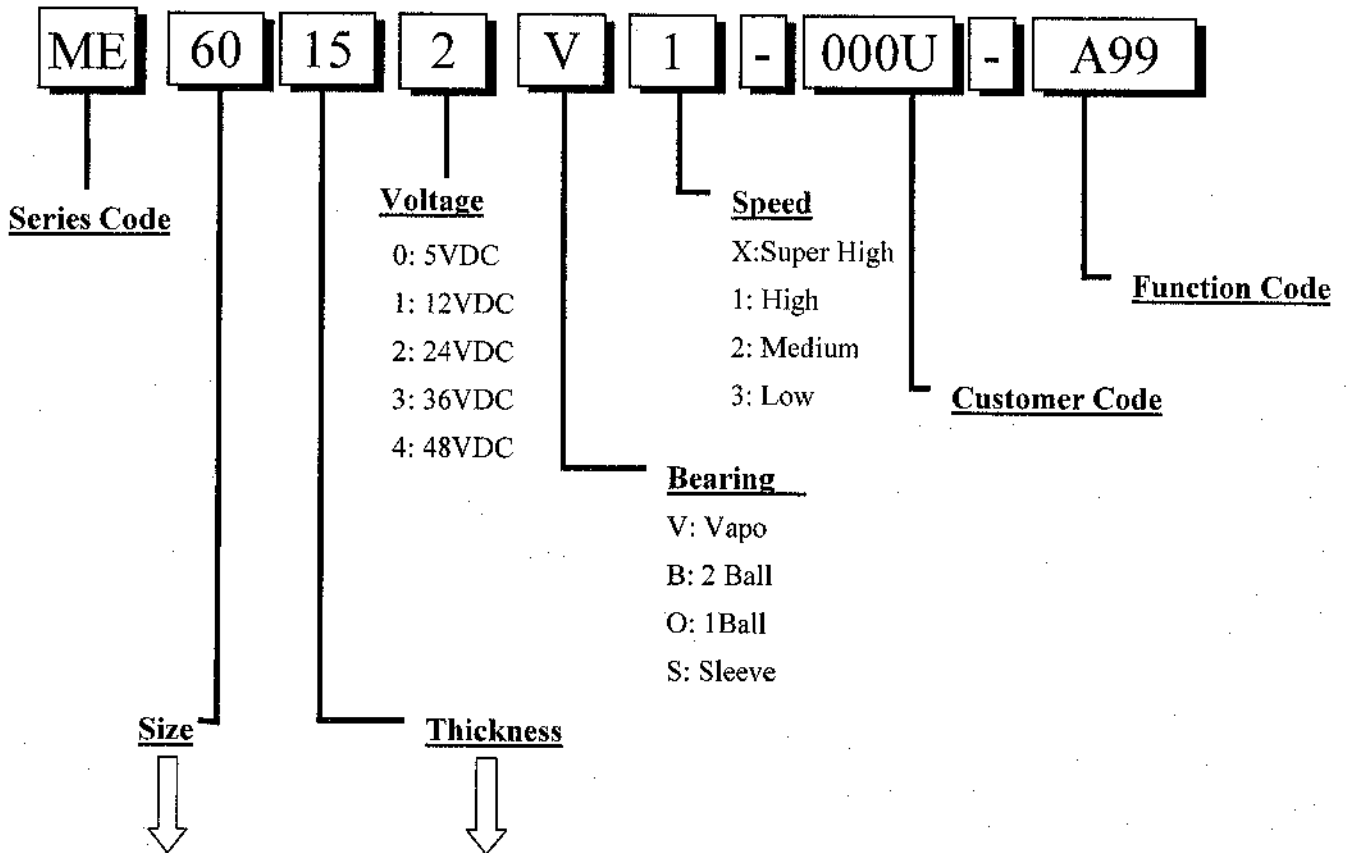 ME 60 15 2 V 1 - 000U - A99
Series Code
Voltage
0: 5VDC
1: 12VDC
2: 24VDC
3: 36VDC
4: 48VDC
Speed
X:Super High
1: High
2: Medium
3: Low
Function Code
Customer Code
Bearing
V: Vapo
B: 2 Ball
O: 1Ball
S: Sleeve
Size
Thickness